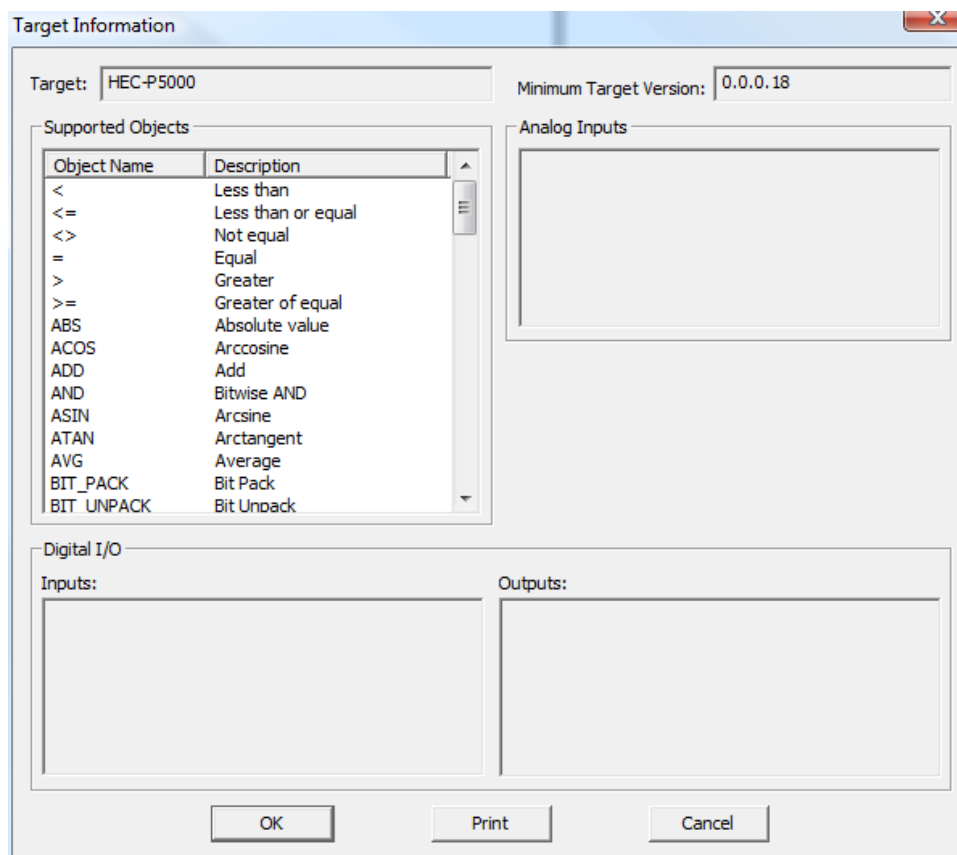 Target Information
Target: HEC-P5000
Minimum Target Version: 0.0.0.18
Supported Objects
Object Name Description
< Less than
<= Less than or equal
<> Not equal
= Equal
> Greater
>= Greater of equal
ABS Absolute value
ACOS Arccosine
ADD Add
AND Bitwise AND
ASIN Arcsine
ATAN Arctangent
AVG Average
BIT_PACK Bit Pack
BIT_UNPACK Bit Unpack
Analog Inputs
Digital I/O
Inputs:
Outputs:
OK Print Cancel